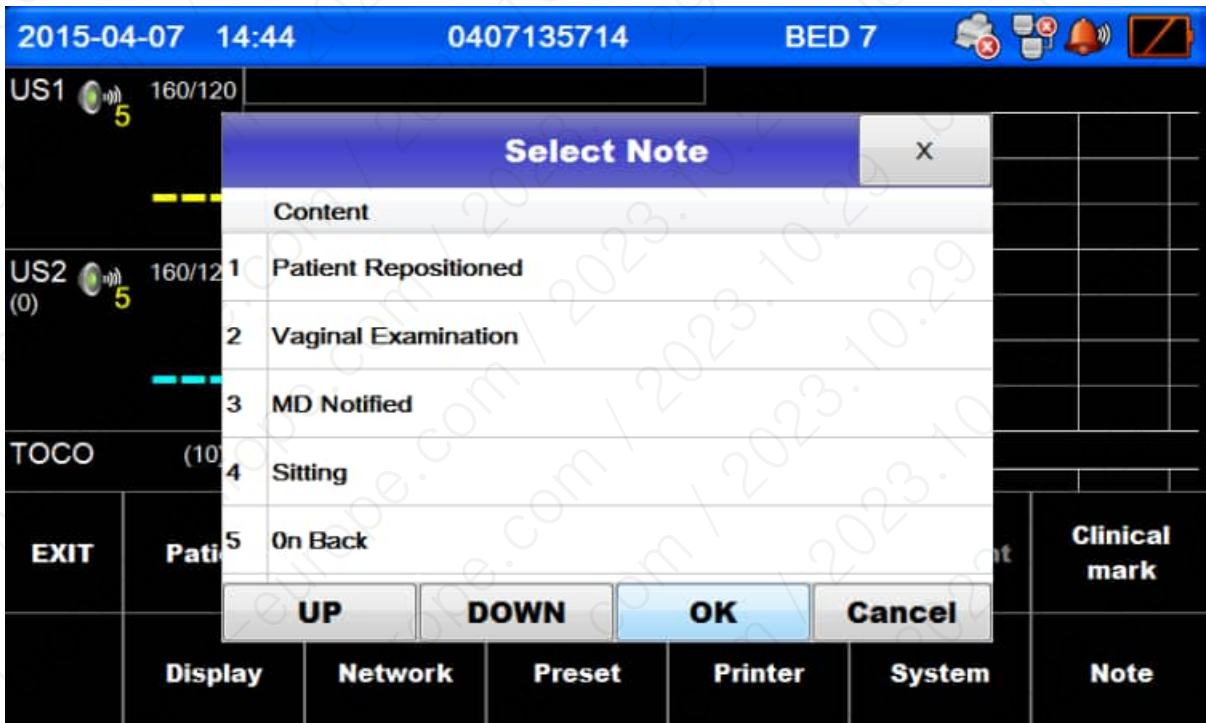 2015-04-07 14:44 0407135714 BED 7
US1 5 160/120
Select Note x
Content
US2 5 160/12
(0)
1 Patient Repositioned
2 Vaginal Examination
3 MD Notified
TOCO (10)
4 Sitting
5 0n Back
EXIT Pati nt Clinical
mark
UP DOWN OK Cancel
Display Network Preset Printer System Note